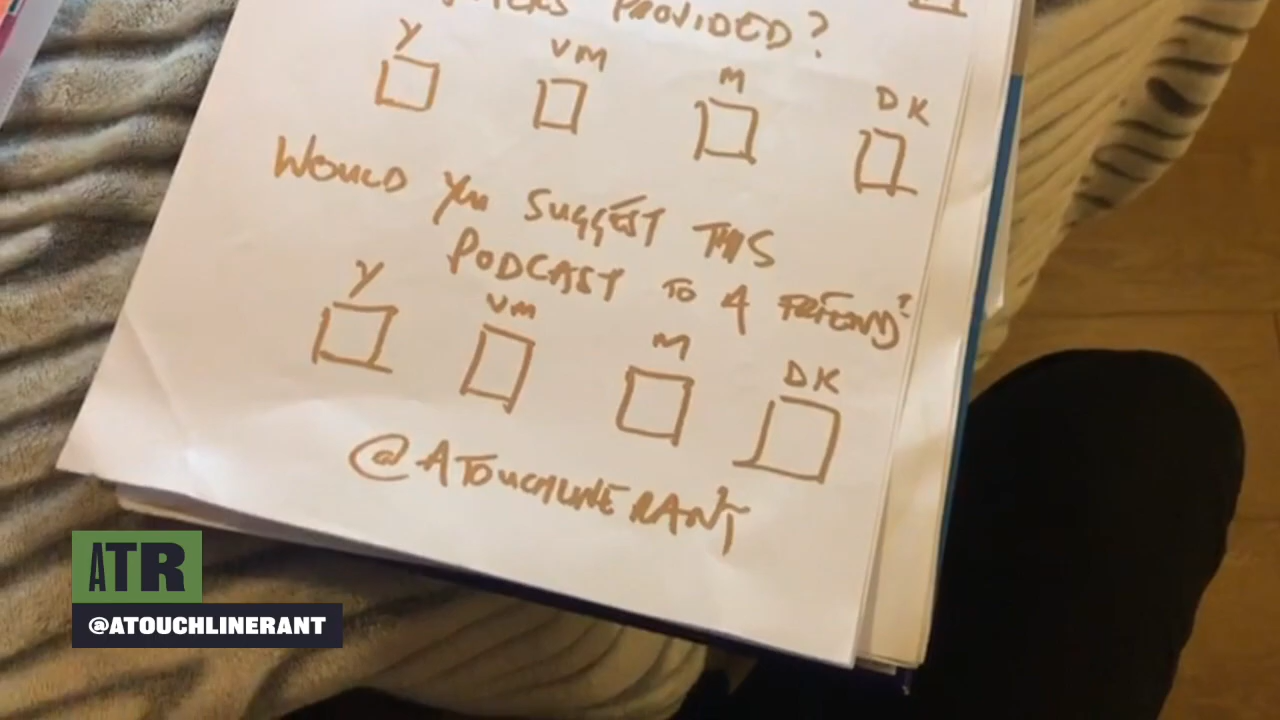 PROVIDED?
Y VM M DK
WOULD You SUGGEST THIS
PODCAST TO A FRIEND?
Y VM M DK
@ATOUCHLINERANT
ATR
@ATOUCHLINERANT